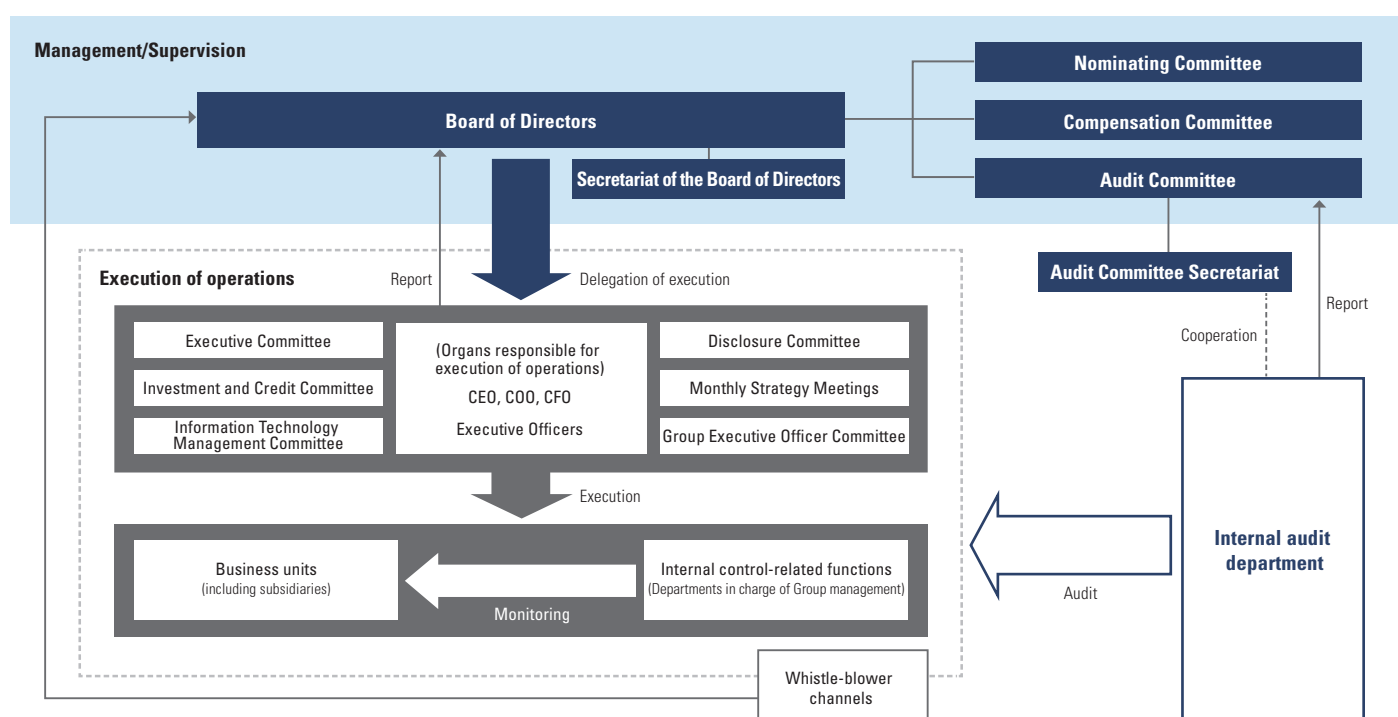 Management/Supervision
Nominating Committee
Board of Directors
Compensation Committee
Secretariat of the Board of Directors
Audit Committee
Execution of operations
Report
Delegation of execution
Audit Committee Secretariat
Report
Cooperation
Executive Committee
Investment and Credit Committee
Information Technology
Management Committee
(Organs responsible for
execution of operations)
CEO, COO, CFO
Executive Officers
Disclosure Committee
Monthly Strategy Meetings
Group Executive Officer Committee
Execution
Business units
(including subsidiaries)
Monitoring
Internal control-related functions
(Departments in charge of Group management)
Audit
Internal audit
department
Whistle-blower
channels